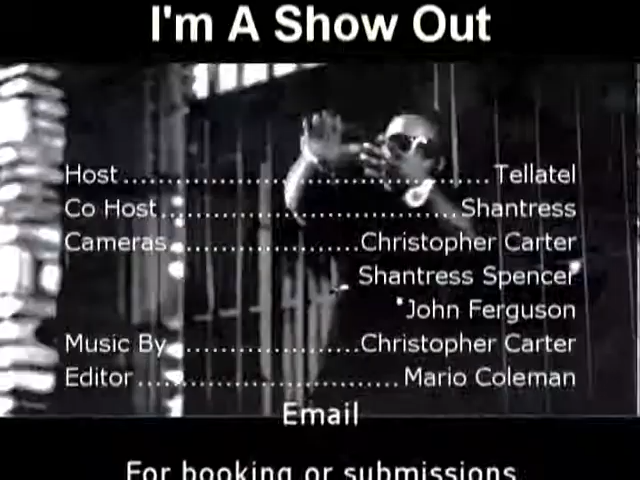 I'm A Show Out
Host................................................Tellatel
Co Host......................................Shantress
Cameras.......................Christopher Carter
Shantress Spencer
John Ferguson
Music By.......................Christopher Carter
Editor.................................Mario Coleman
Email
For booking or submissions